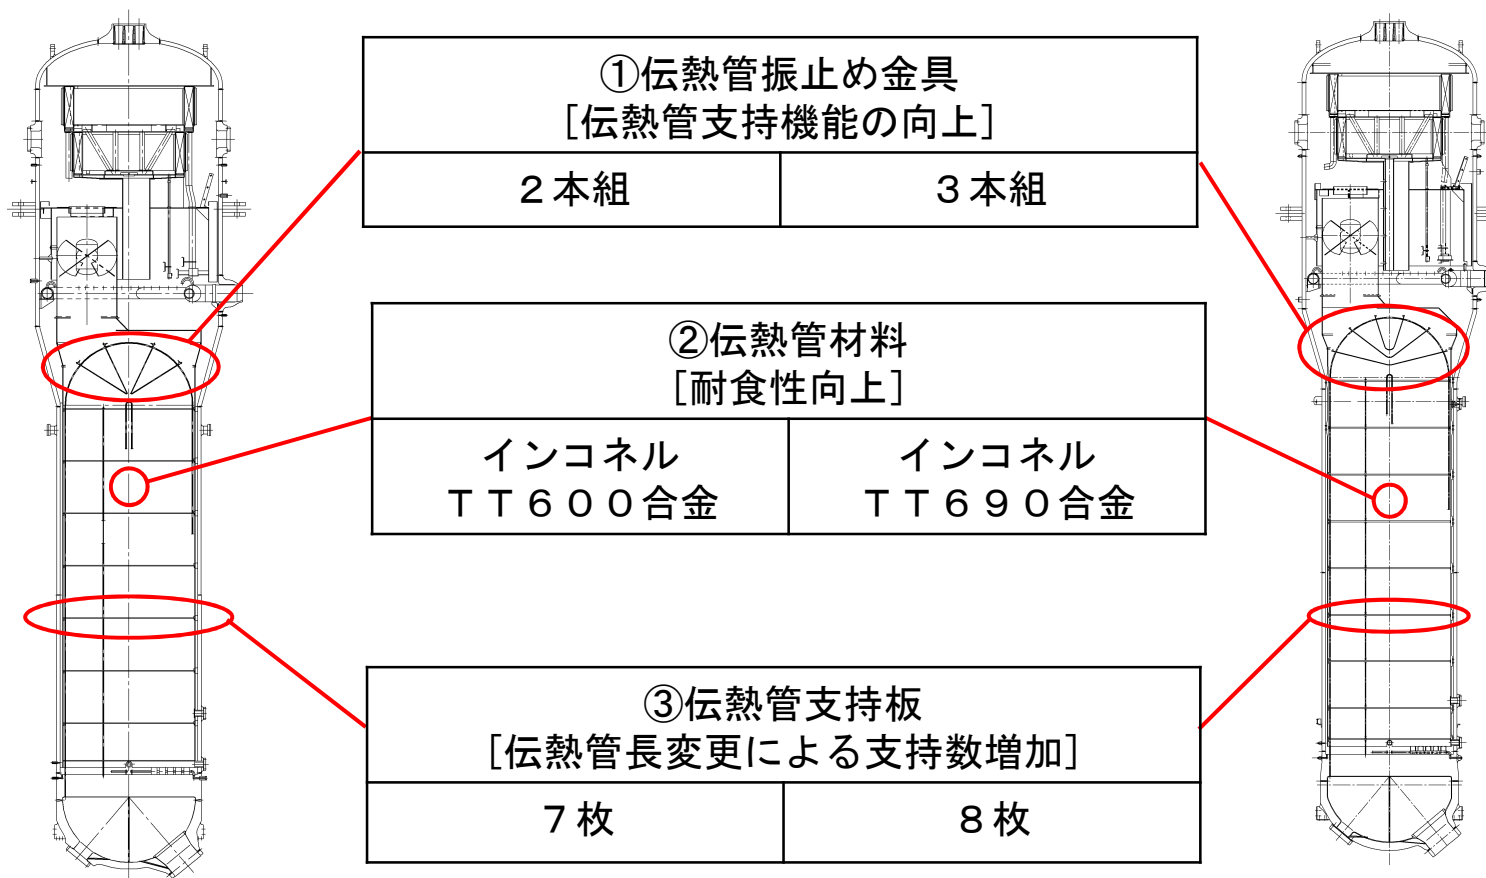 ①伝熱管振止め金具
[伝熱管支持機能の向上]
２本組
３本組
②伝熱管材料
[耐食性向上]
インコネル
ＴＴ６００合金
インコネル
ＴＴ６９０合金
③伝熱管支持板
[伝熱管長変更による支持数増加]
７枚
８枚